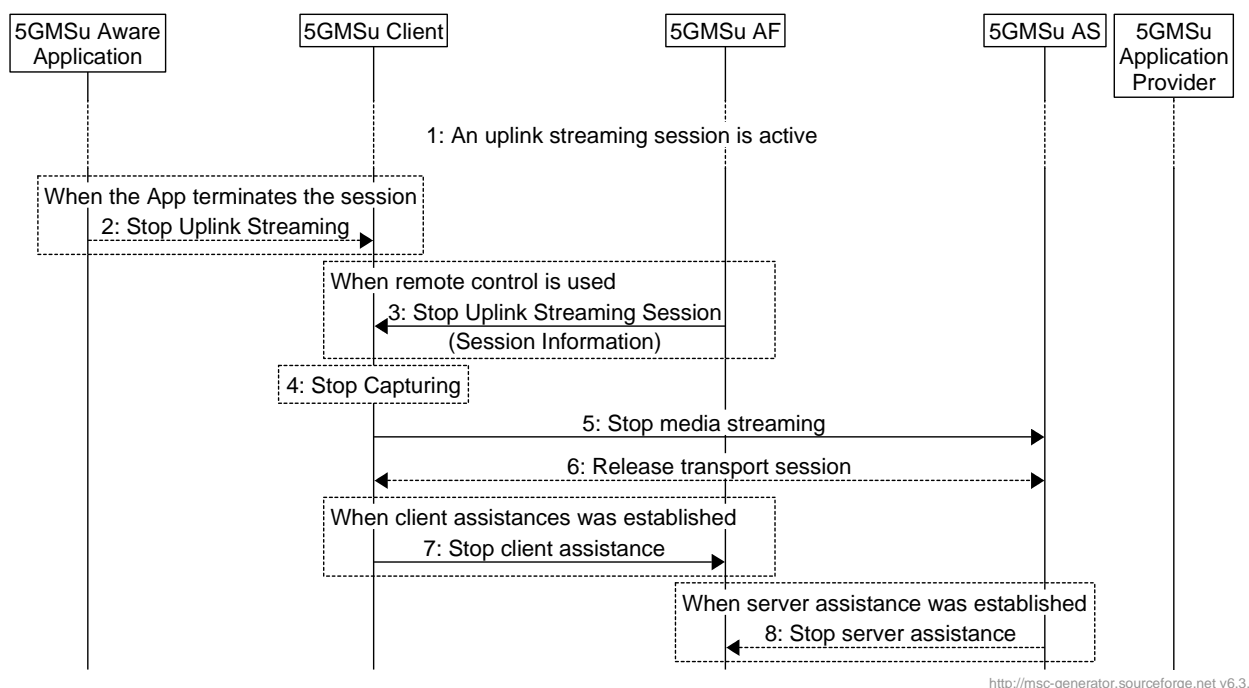 5GMSu Aware
Application
5GMSu Client
5GMSu AF
5GMSu AS
5GMSu
Application
Provider
1: An uplink streaming session is active
When the App terminates the session
2: Stop Uplink Streaming
When remote control is used
3: Stop Uplink Streaming Session
(Session Information)
4: Stop Capturing
5: Stop media streaming
6: Release transport session
When client assistances was established
7: Stop client assistance
When server assistance was established
8: Stop server assistance
http://msc-generator.sourceforge.net v6.3.